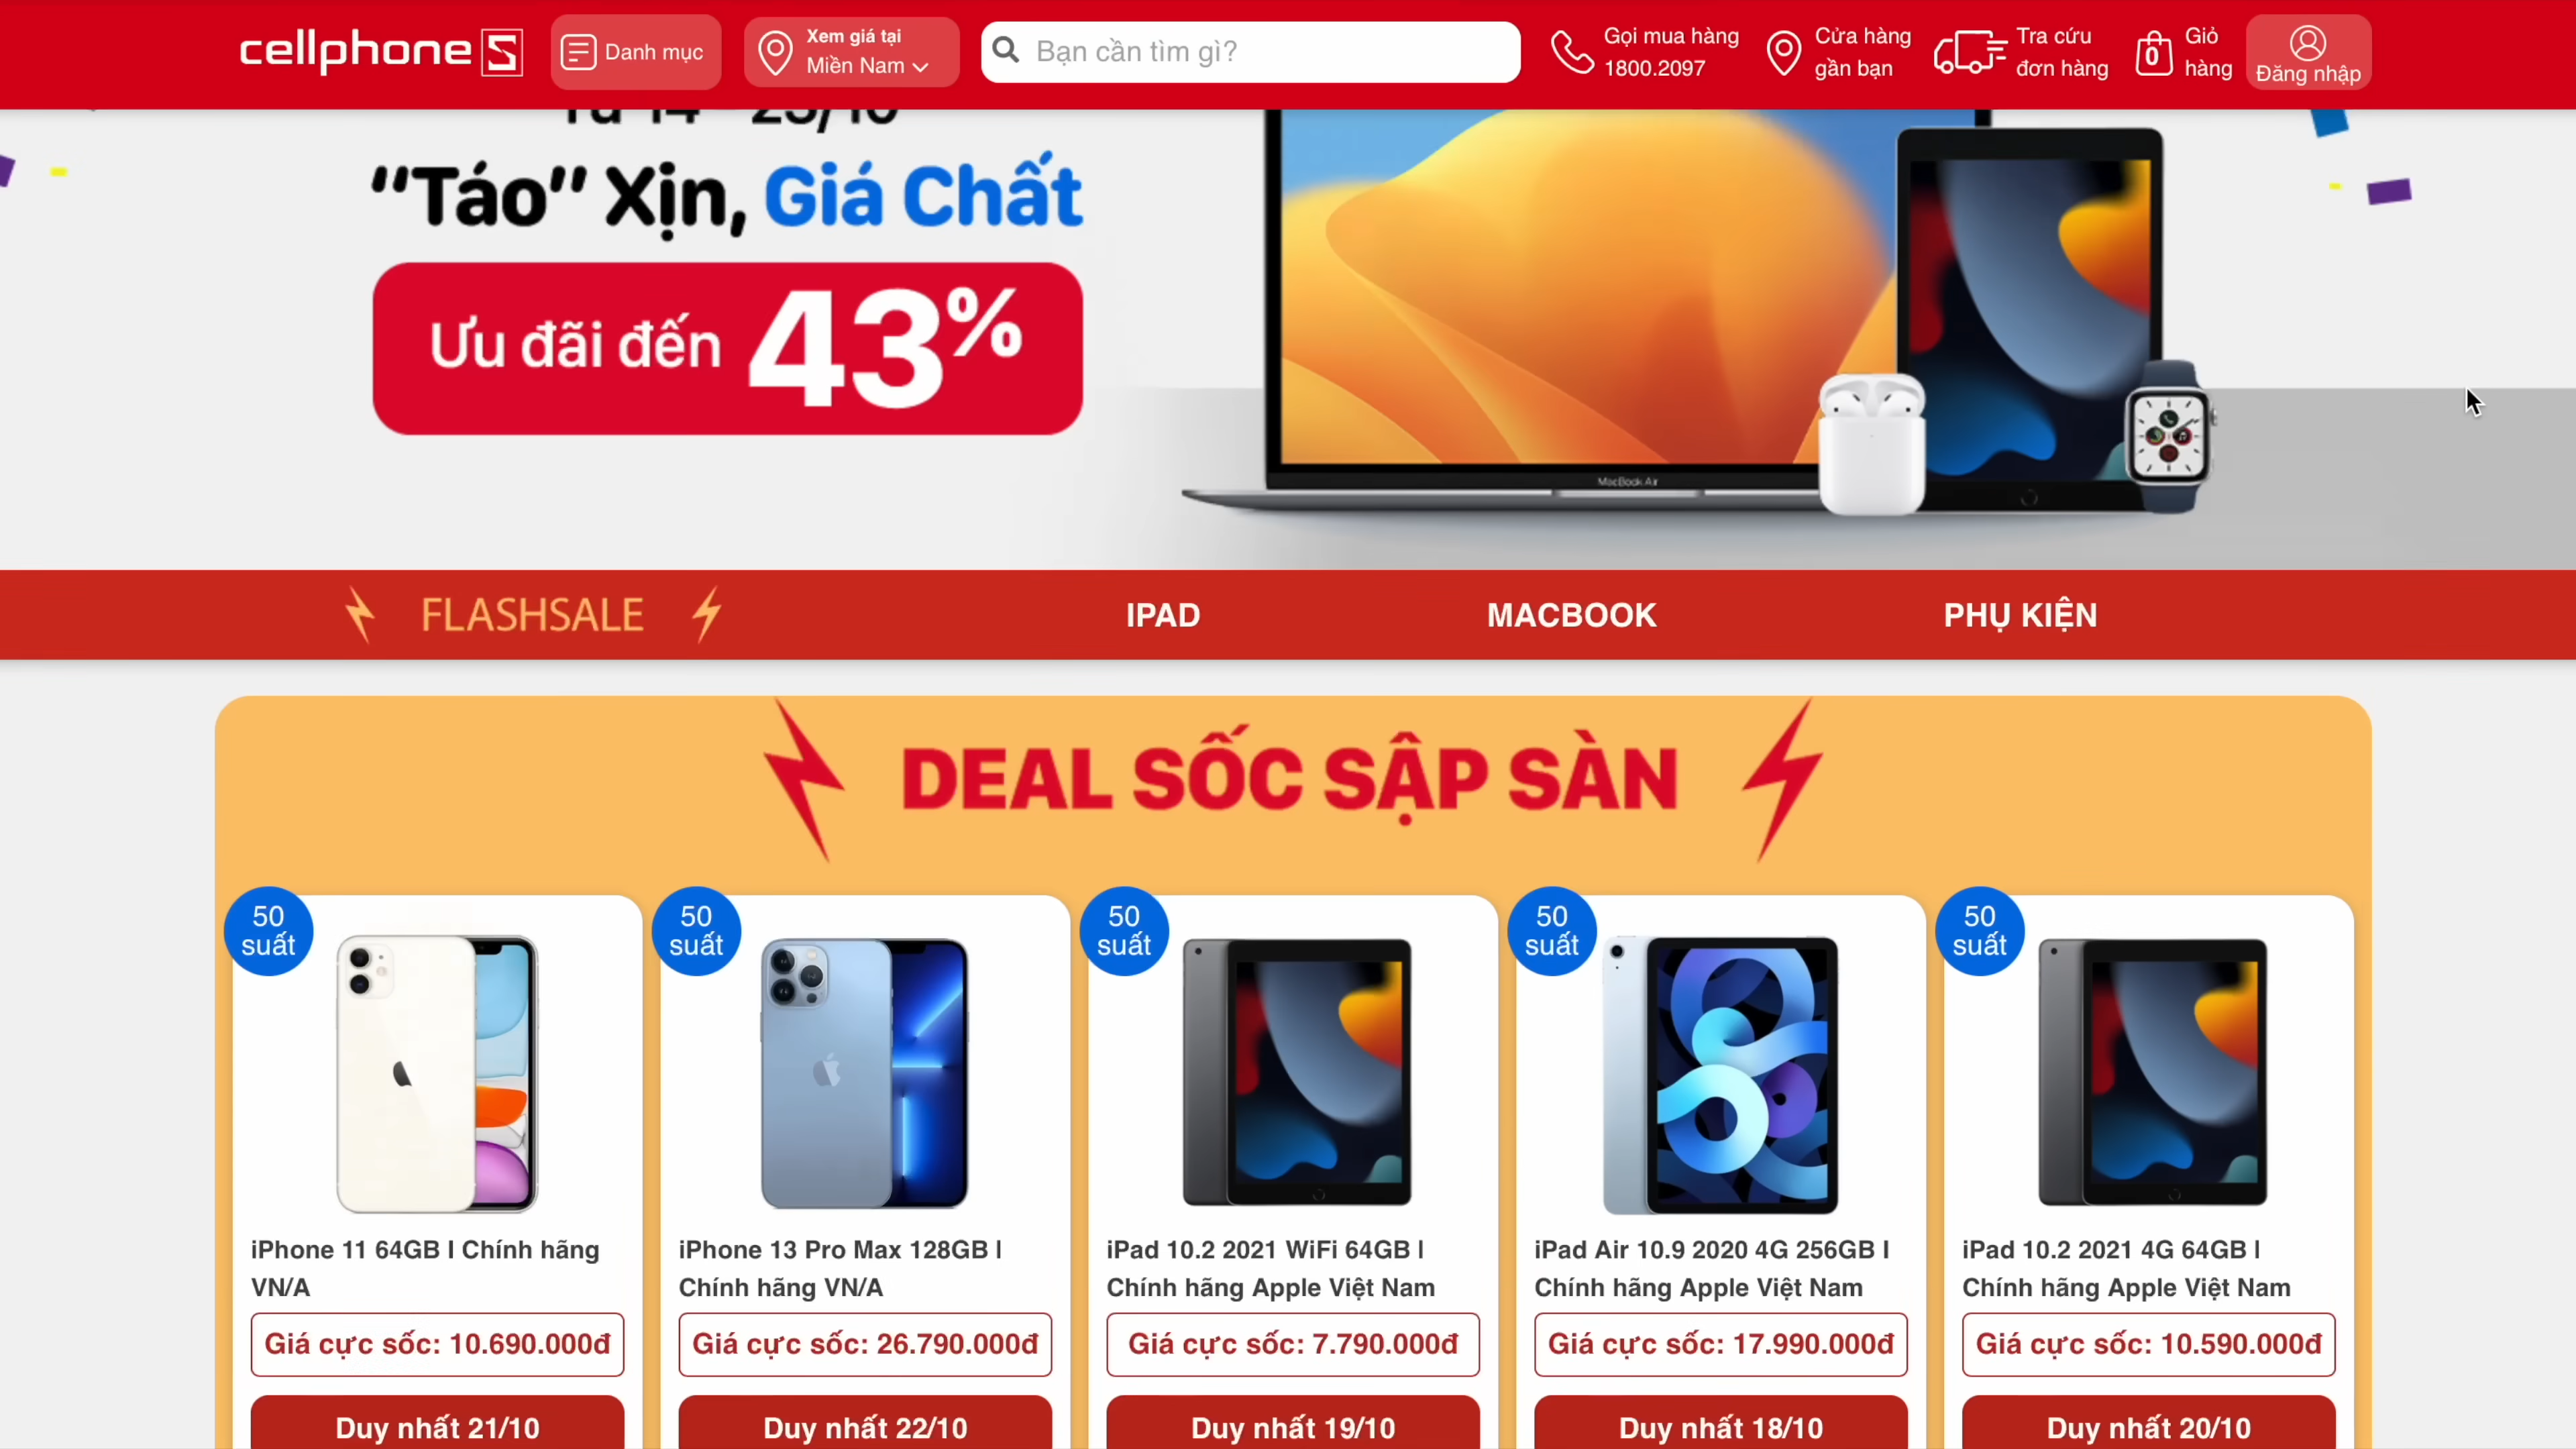 cellphoneS
Danh mục
Xem giá tại
Miền Nam
Bạn cần tìm gì?
Gọi mua hàng
1800.2097
Cửa hàng
gần bạn
Tra cứu
đơn hàng
0
Giỏ
hàng
Đăng nhập
"Táo" Xịn, Giá Chất
Ưu đãi đến 43%
MacBook Air
FLASHSALE
IPAD
MACBOOK
PHỤ KIỆN
DEAL SỐC SẬP SÀN
50
suất
iPhone 11 64GB I Chính hãng
VN/A
Giá cực sốc: 10.690.000đ
Duy nhất 21/10
50
suất
iPhone 13 Pro Max 128GB I
Chính hãng VN/A
Giá cực sốc: 26.790.000đ
Duy nhất 22/10
50
suất
iPad 10.2 2021 WiFi 64GB |
Chính hãng Apple Việt Nam
Giá cực sốc: 7.790.000đ
Duy nhất 19/10
50
suất
iPad Air 10.9 2020 4G 256GB I
Chính hãng Apple Việt Nam
Giá cực sốc: 17.990.000đ
Duy nhất 18/10
50
suất
iPad 10.2 2021 4G 64GB I
Chính hãng Apple Việt Nam
Giá cực sốc: 10.590.000đ
Duy nhất 20/10